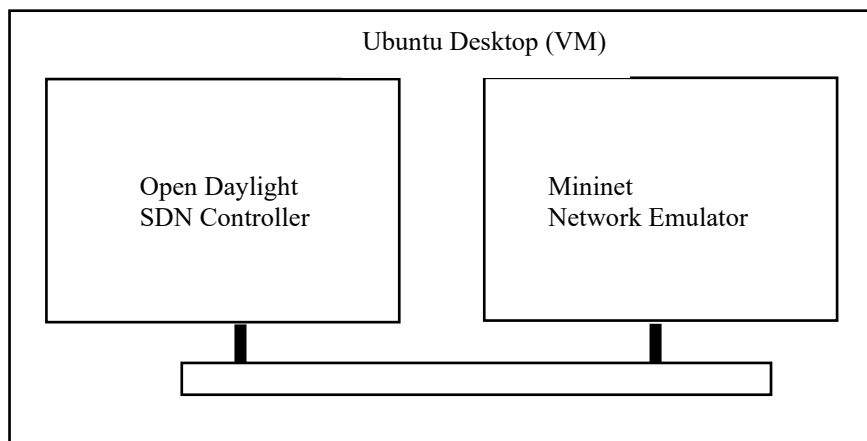 Ubuntu Desktop (VM)
Open Daylight
SDN Controller
Mininet
Network Emulator